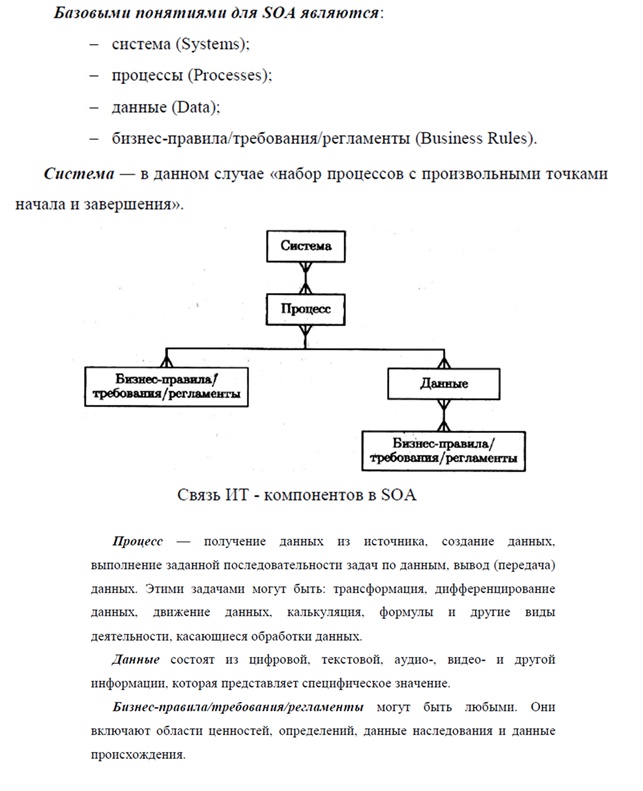 Базовыми понятиями для SOA являются:
– система (Systems);
– процессы (Processes);
– данные (Data);
– бизнес-правила/требования/регламенты (Business Rules).
Система — в данном случае «набор процессов с произвольными точками
начала и завершения».
Система
Процесс
Бизнес-правила/
требования/регламенты
Данные
Бизнес-правила/
требования/регламенты
Связь ИТ - компонентов в SOA
Процесс — получение данных из источника, создание данных,
выполнение заданной последовательности задач по данным, вывод (передача)
данных. Этими задачами могут быть: трансформация, дифференцирование
данных, движение данных, калькуляция, формулы и другие виды
деятельности, касающиеся обработки данных.
Данные состоят из цифровой, текстовой, аудио-, видео- и другой
информации, которая представляет специфическое значение.
Бизнес-правила/требования/регламенты могут быть любыми. Они
включают области ценностей, определений, данные наследования и данные
происхождения.